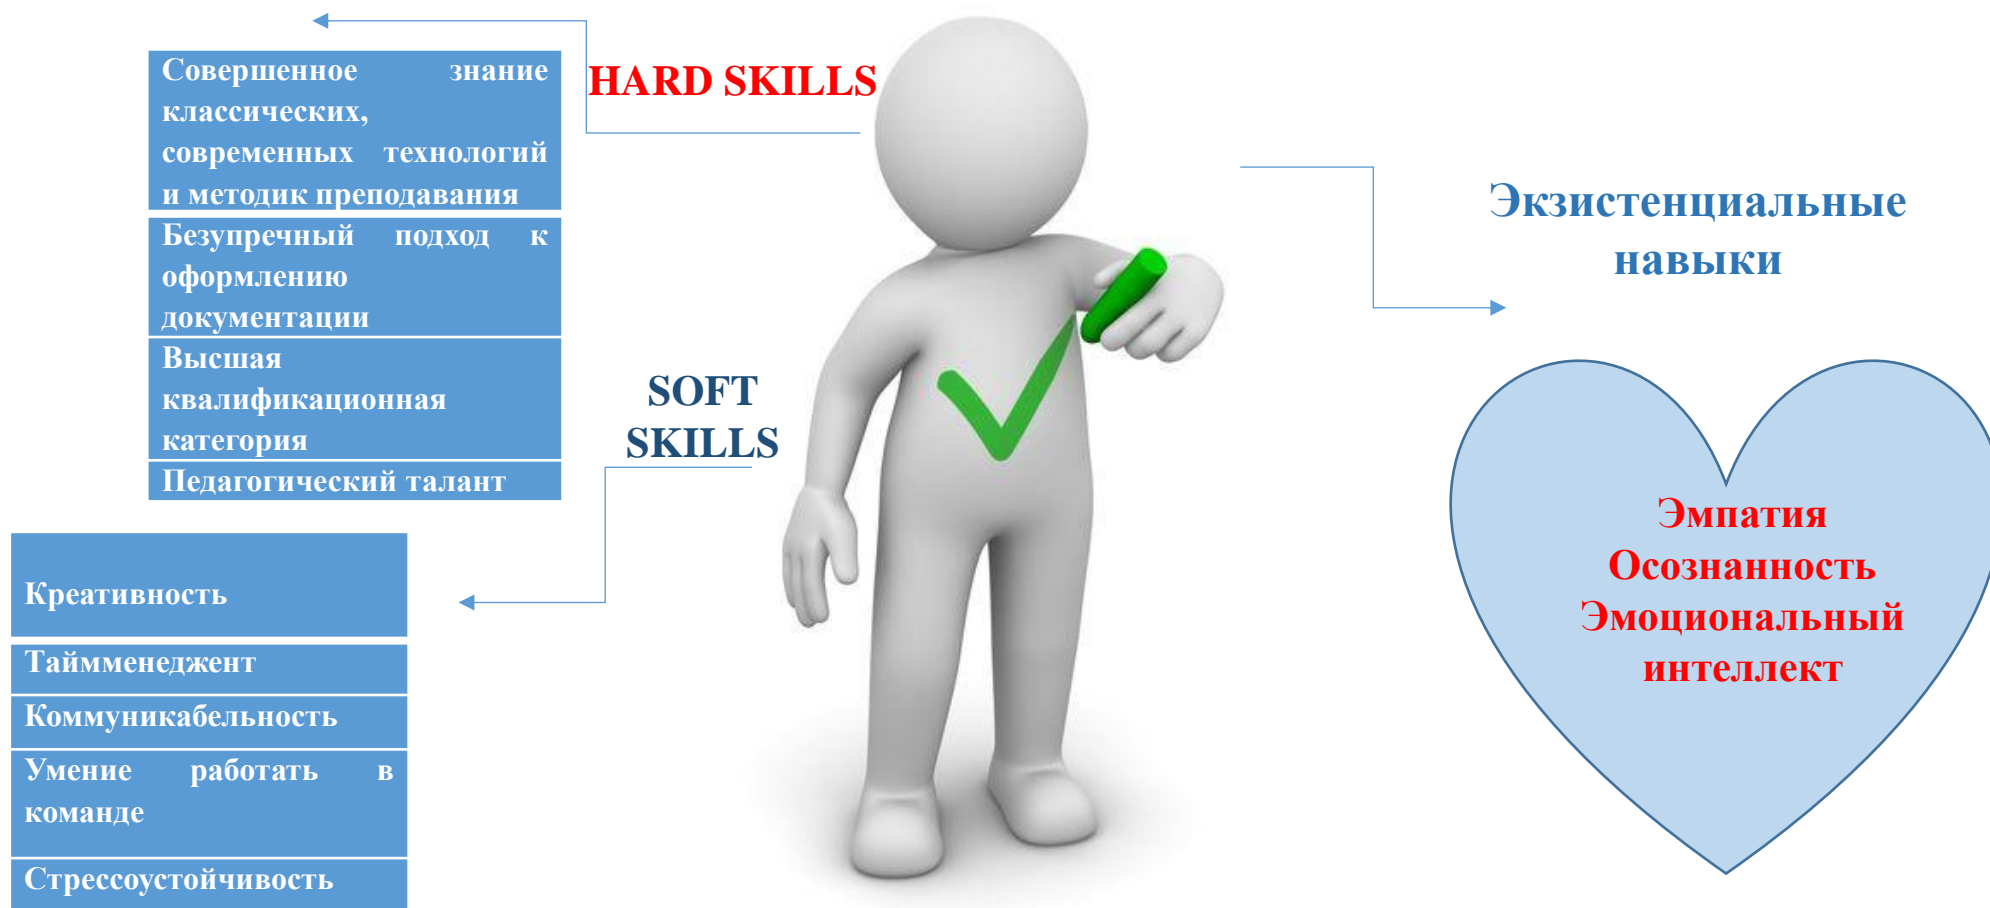 HARD SKILLS
Совершенное знание
классических,
современных технологий
и методик преподавания
Безупречный подход к
оформлению
документации
Высшая
квалификационная
категория
Педагогический талант
SOFT
SKILLS
Креативность
Таймменеджент
Коммуникабельность
Умение работать в
команде
Стрессоустойчивость
Экзистенциальные
навыки
Эмпатия
Осознанность
Эмоциональный
интеллект